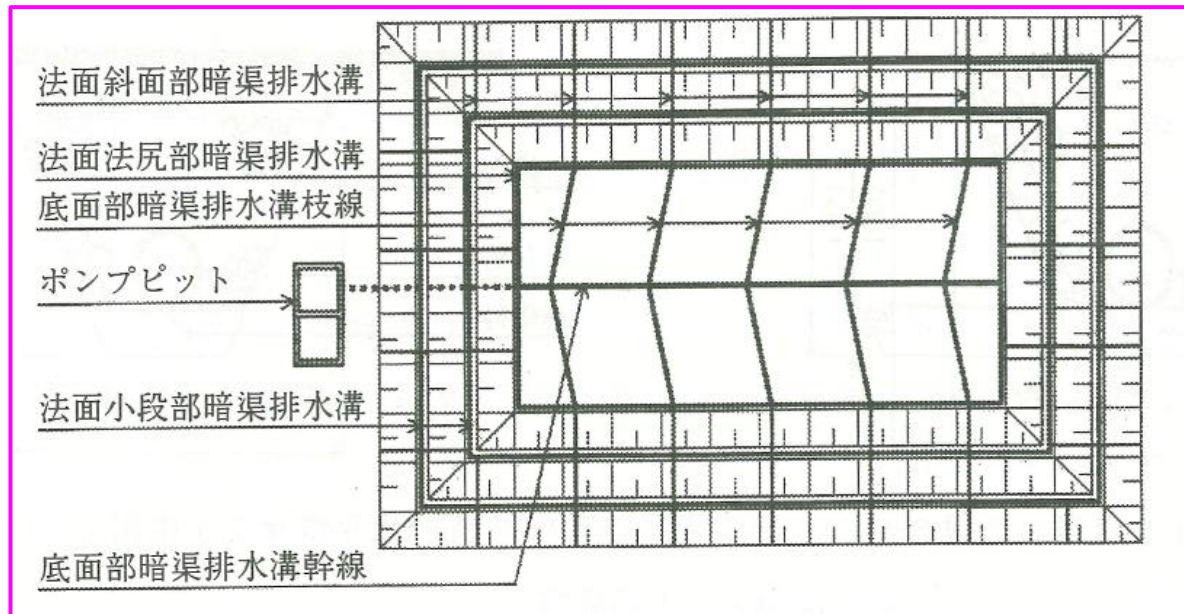 法面斜面部暗渠排水溝
法面法尻部暗渠排水溝
底面部暗渠排水溝枝線
ポンプピット
法面小段部暗渠排水溝
底面部暗渠排水溝幹線